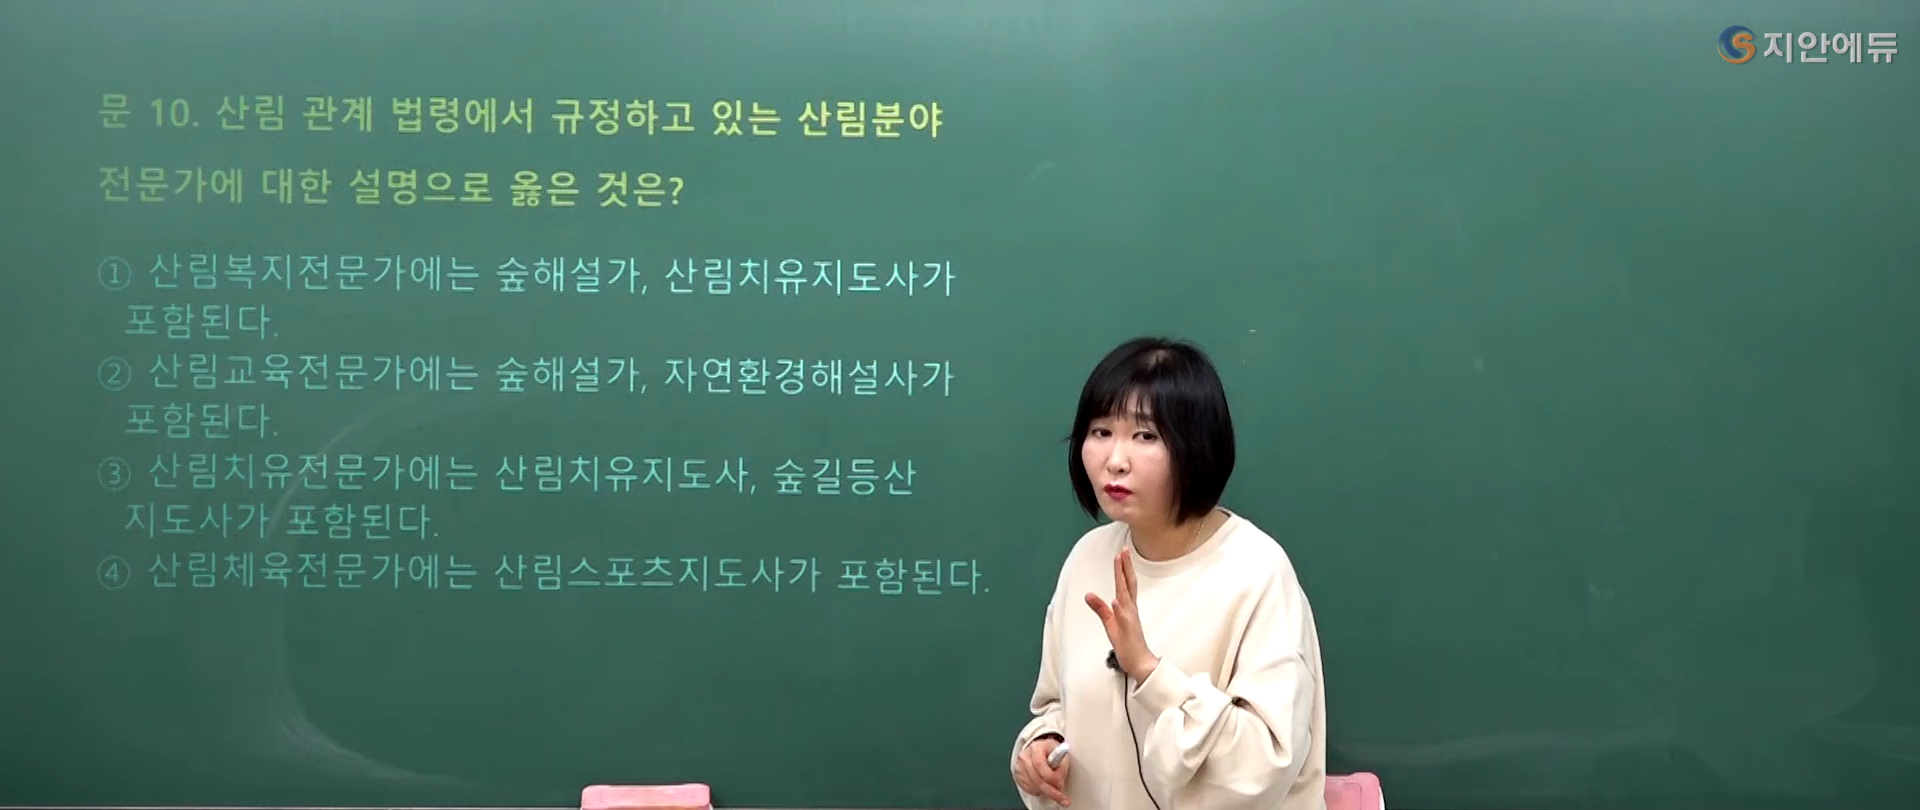 지안에듀
문 10. 산림 관계 법령에서 규정하고 있는 산림분야
전문가에 대한 설명으로 옳은 것은?
① 산림복지전문가에는 숲해설가, 산림치유지도사가
포함된다.
② 산림교육전문가에는 숲해설가, 자연환경해설사가
포함된다.
③ 산림치유전문가에는 산림치유지도사, 숲길등산
지도사가 포함된다.
④ 산림체육전문가에는 산림스포츠지도사가 포함된다.